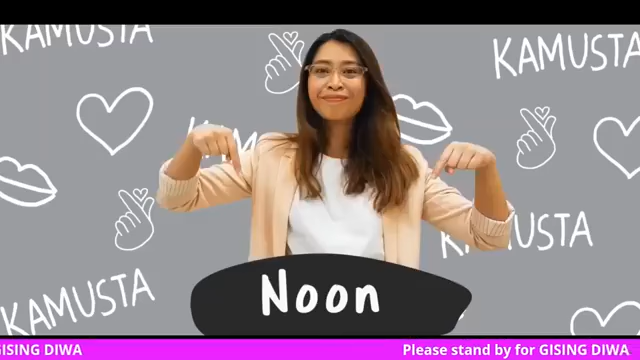 KAMUSTA
KAMUSTA
KAMUSTA
KAMUSTA
Noon
GISING DIWA
Please stand by for GISING DIWA